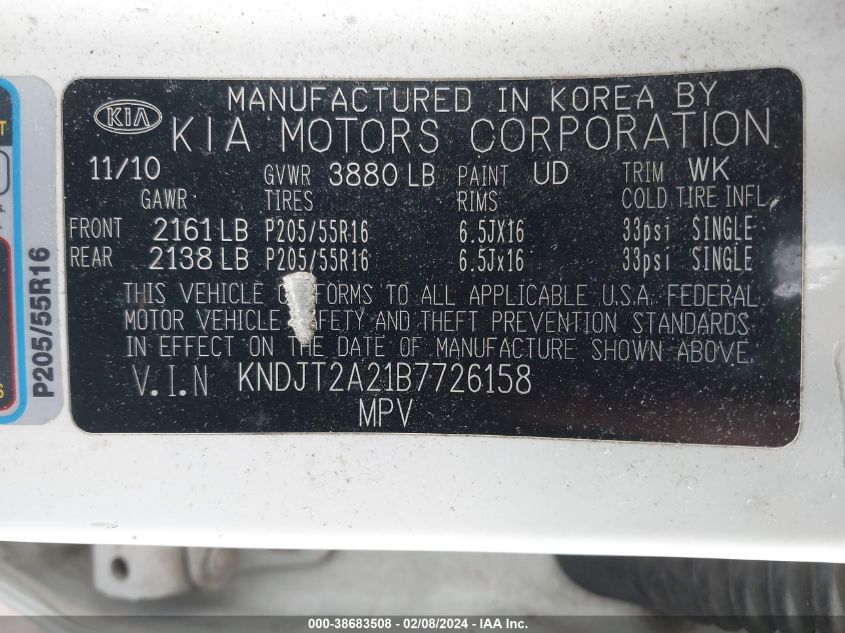 MANUFACTURED IN KOREA BY
KIA
KIA MOTORS CORPORATION
11/10 GVWR 3880 LB PAINT UD TRIM WK
GAWR TIRES RIMS COLD TIRE INFL
FRONT 2161 LB P205/55R16 6.5JX16 33psi SINGLE
REAR 2138 LB P205/55R16 6.5Jx16 33psi SINGLE
THIS VEHICLE FORMS TO ALL APPLICABLE U.S.A. FEDERAL
MOTOR VEHICLE FETY AND THEFT PREVENTION STANDARDS
IN EFFECT ON THE DATE OF MANUFACTURE SHOWN ABOVE.
V.I.N KNDJT2A21B7726158
MPV
P205/55R16
000-38683508 - 02/08/2024 - IAA Inc.